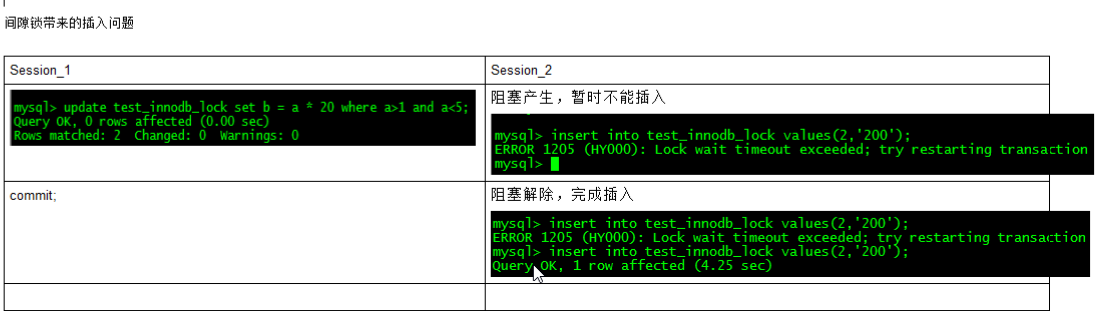 间隙锁带来的插入问题
Session_1
Session_2
mysql> update test_innodb_lock set b = a * 20 where a>1 and a<5;
Query OK, 0 rows affected (0.00 sec)
Rows matched: 2  Changed: 0  Warnings: 0
阻塞产生，暂时不能插入
mysql> insert into test_innodb_lock values(2,'200');
ERROR 1205 (HY000): Lock wait timeout exceeded; try restarting transaction
mysql>
commit;
阻塞解除，完成插入
mysql> insert into test_innodb_lock values(2,'200');
ERROR 1205 (HY000): Lock wait timeout exceeded; try restarting transaction
mysql> insert into test_innodb_lock values(2,'200');
Query OK, 1 row affected (4.25 sec)